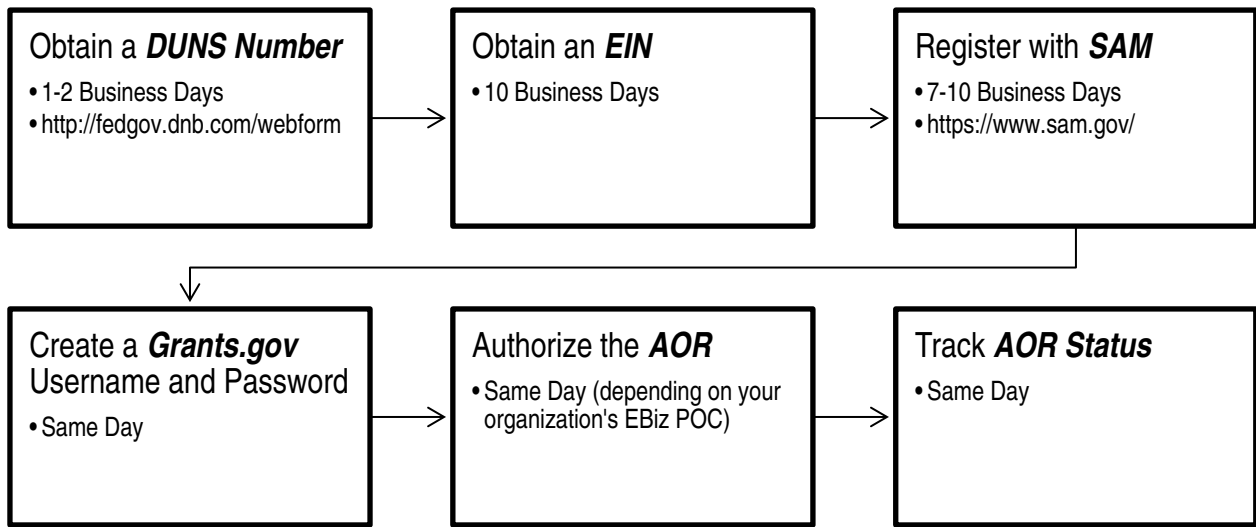 Obtain a DUNS Number
• 1-2 Business Days
• http://fedgov.dnb.com/webform
Obtain an EIN
• 10 Business Days
Register with SAM
• 7-10 Business Days
• https://www.sam.gov/
Create a Grants.gov
Username and Password
• Same Day
Authorize the AOR
• Same Day (depending on your
organization's EBiz POC)
Track AOR Status
• Same Day